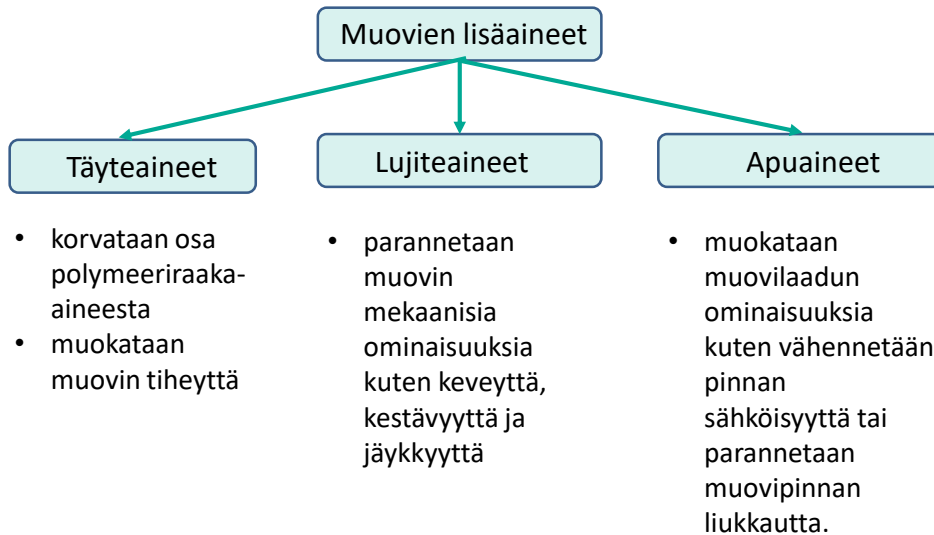 Muovien lisäaineet
Täyteaineet
• korvataan osa
polymeeriraaka-
aineesta
• muokataan
muovin tiheyttä
Lujiteaineet
• parannetaan
muovin
mekaanisia
ominaisuuksia
kuten keveyttä,
kestävyyttä ja
jäykkyyttä
Apuaineet
• muokataan
muovilaadun
ominaisuuksia
kuten vähennetään
pinnan
sähköisyyttä tai
parannetaan
muovipinnan
liukkautta.